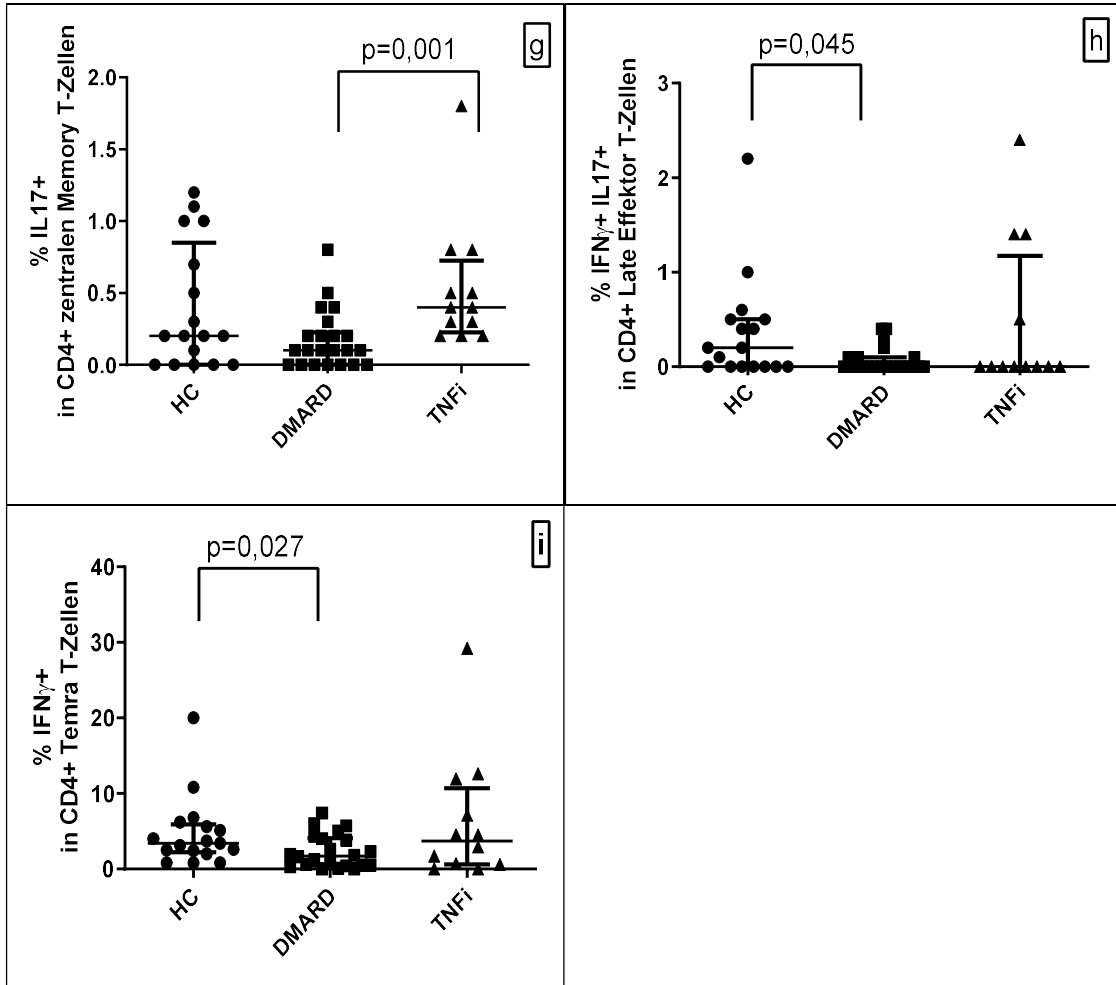 g
p=0,001
% IL17+
in CD4+ zentralen Memory T-Zellen
2.0
1.5
1.0
0.5
0.0
HC
DMARD
TNFi
h
p=0,045
% IFNγ+ IL17+
in CD4+ Late Effektor T-Zellen
3
2
1
0
HC
DMARD
TNFi
i
p=0,027
% IFNγ+
in CD4+ Temra T-Zellen
40
30
20
10
0
HC
DMARD
TNFi